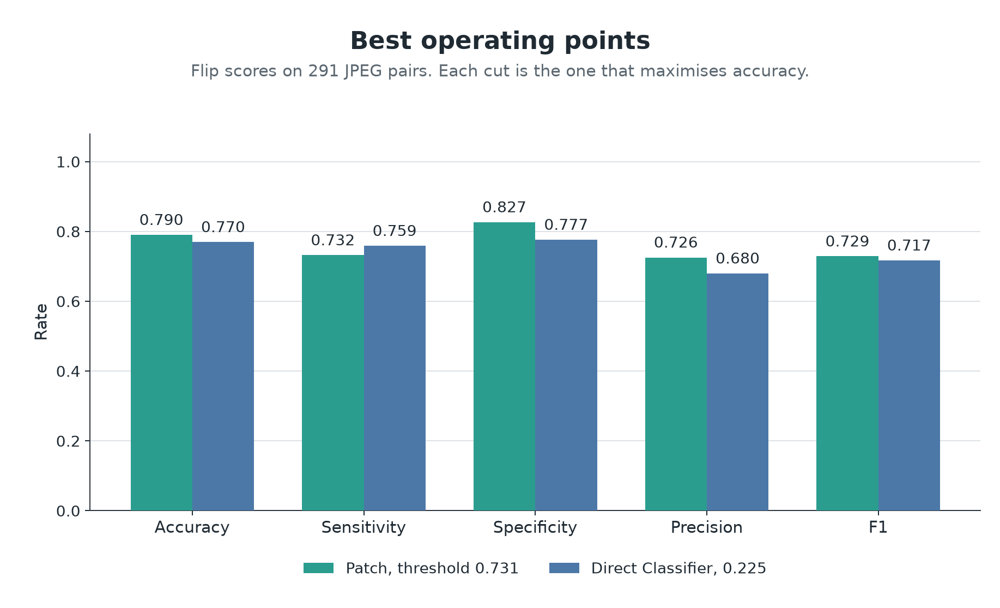 Best operating points
Flip scores on 291 JPEG pairs. Each cut is the one that maximises accuracy.
Rate
1.0
0.8
0.6
0.4
0.2
0.0
0.790
0.770
0.732
0.759
0.827
0.777
0.726
0.680
0.729
0.717
Accuracy
Sensitivity
Specificity
Precision
F1
Patch, threshold 0.731
Direct Classifier, 0.225